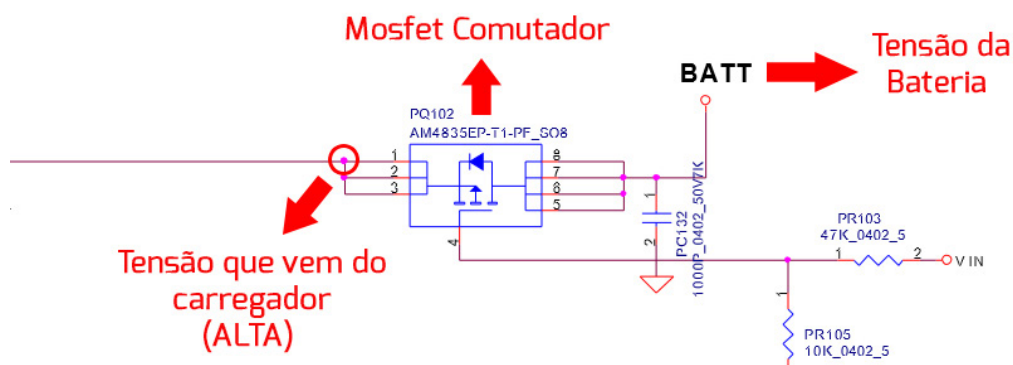 Mosfet Comutador
BATT
Tensão da
Bateria
PQ102
AM4835EP-T1-PF_SO8
1
2
3
8
7
6
5
4
1
2
PC132
1000P_0402_50V7K
PR103
47K_0402_5
1
2
VIN
Tensão que vem do
carregador
(ALTA)
1
PR105
10K_0402_5